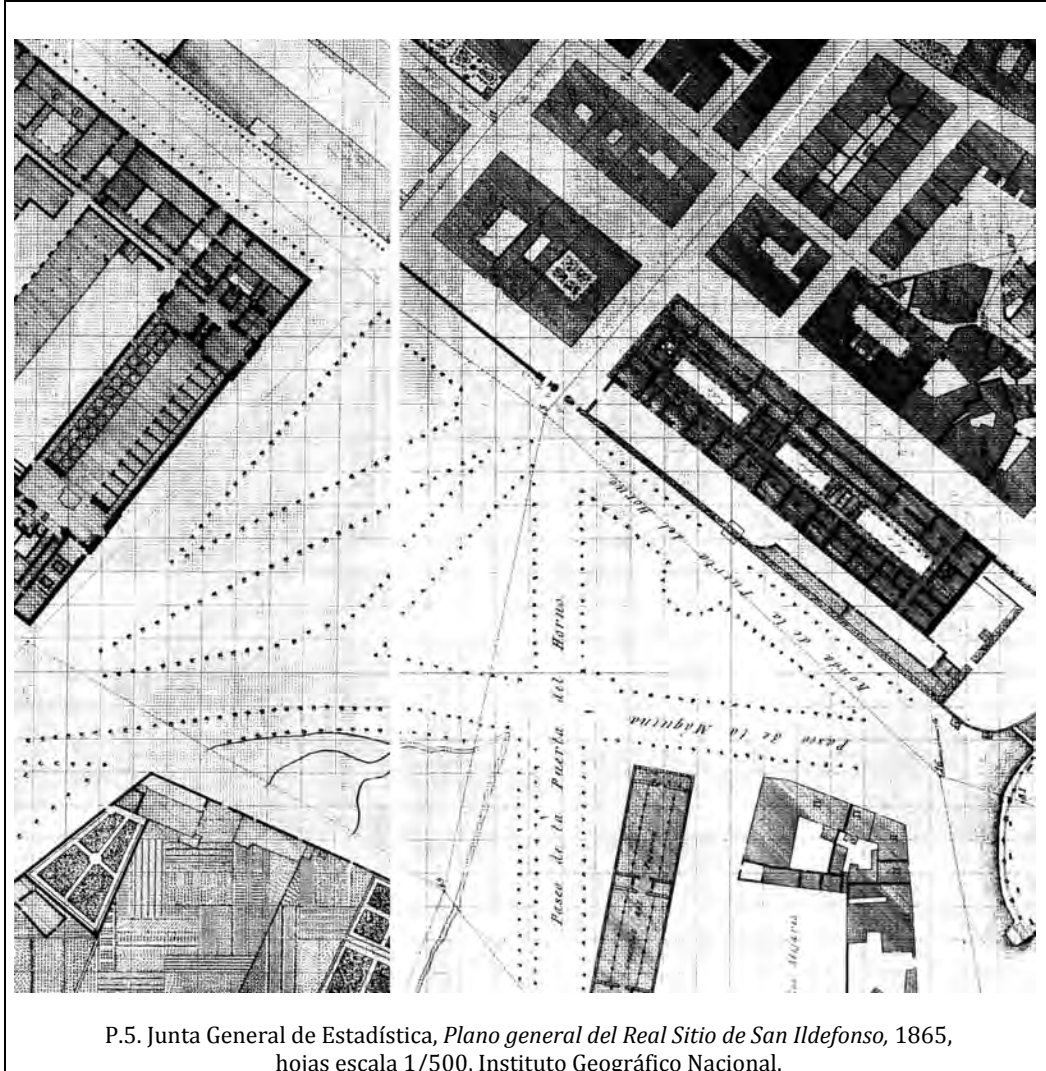 Ronda de la Puerta del Horno
Paseo de la Maquina
Paseo de la Puerta del Horno
P.5. Junta General de Estadística, Plano general del Real Sitio de San Ildefonso, 1865,
hojas escala 1/500. Instituto Geográfico Nacional.